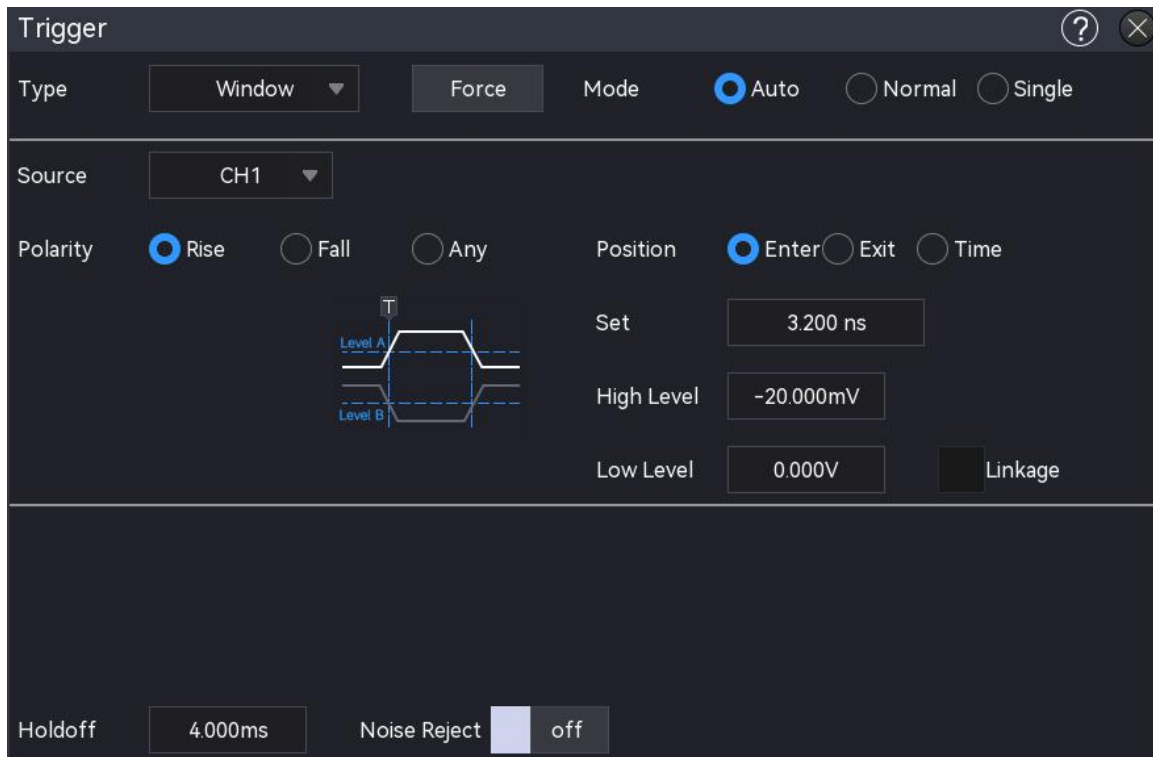 Trigger ?
Type Window Force Mode Auto Normal Single
Source CH1
Polarity Rise Fall Any Position Enter Exit Time
T
Level A
Level B
Set 3.200 ns
High Level -20.000mV
Low Level 0.000V Linkage
Holdoff 4.000ms Noise Reject off